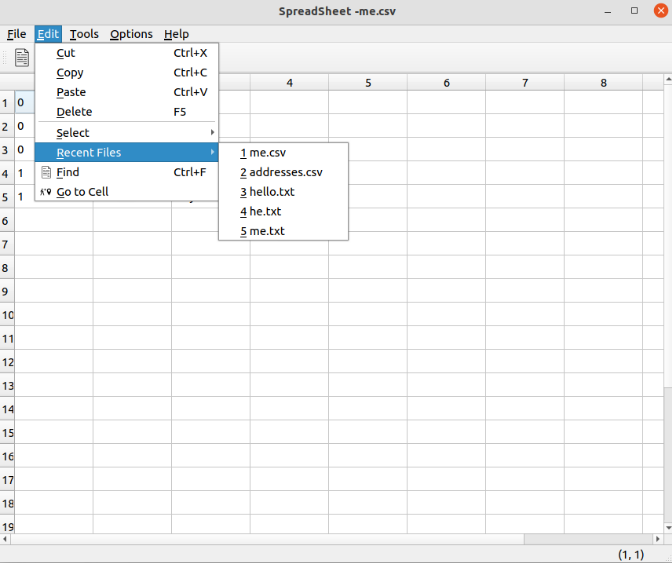 SpreadSheet -me.csv
File Edit Tools Options Help
Cut Ctrl+X
Copy Ctrl+C
Paste Ctrl+V
Delete F5
Select
Recent Files
Find Ctrl+F
Go to Cell
1 me.csv
2 addresses.csv
3 hello.txt
4 he.txt
5 me.txt
4 5 6 7 8
1 0
2 0
3 0
4 1
5 1
6
7
8
9
10
11
12
13
14
15
16
17
18
19
(1, 1)